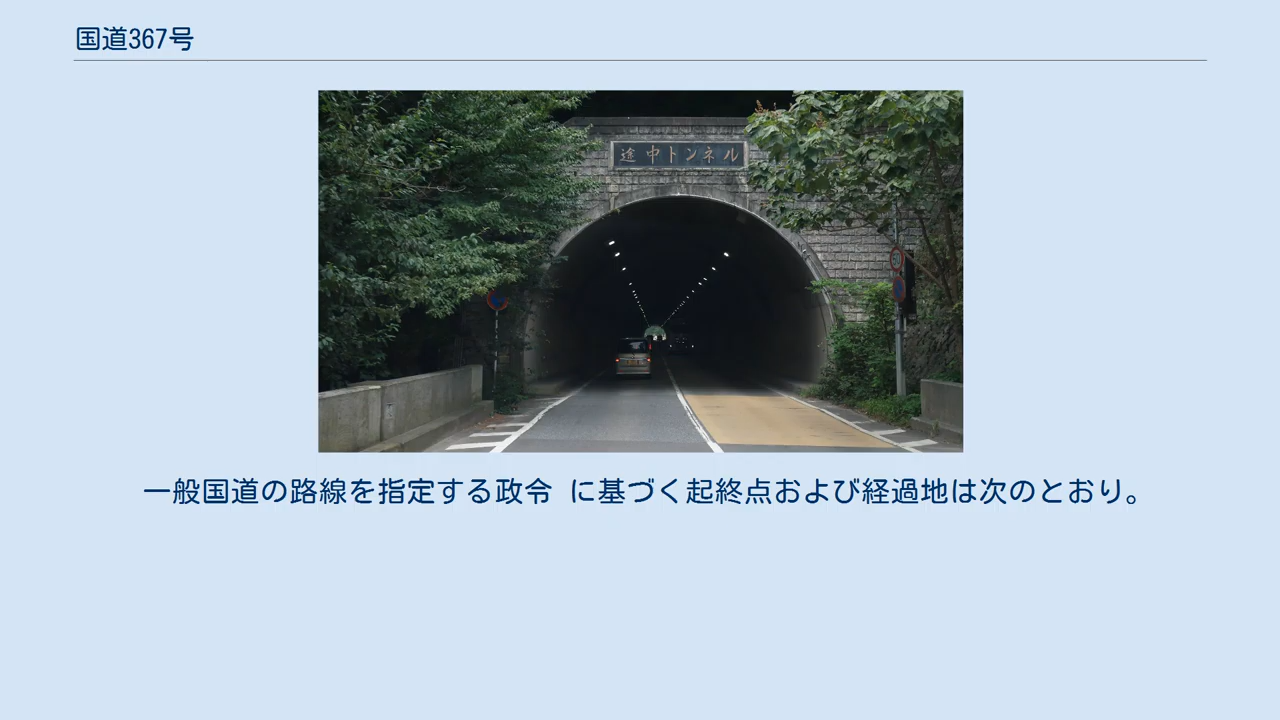 国道367号
途中トンネル
50
一般国道の路線を指定する政令 に基づく起終点および経過地は次のとおり。